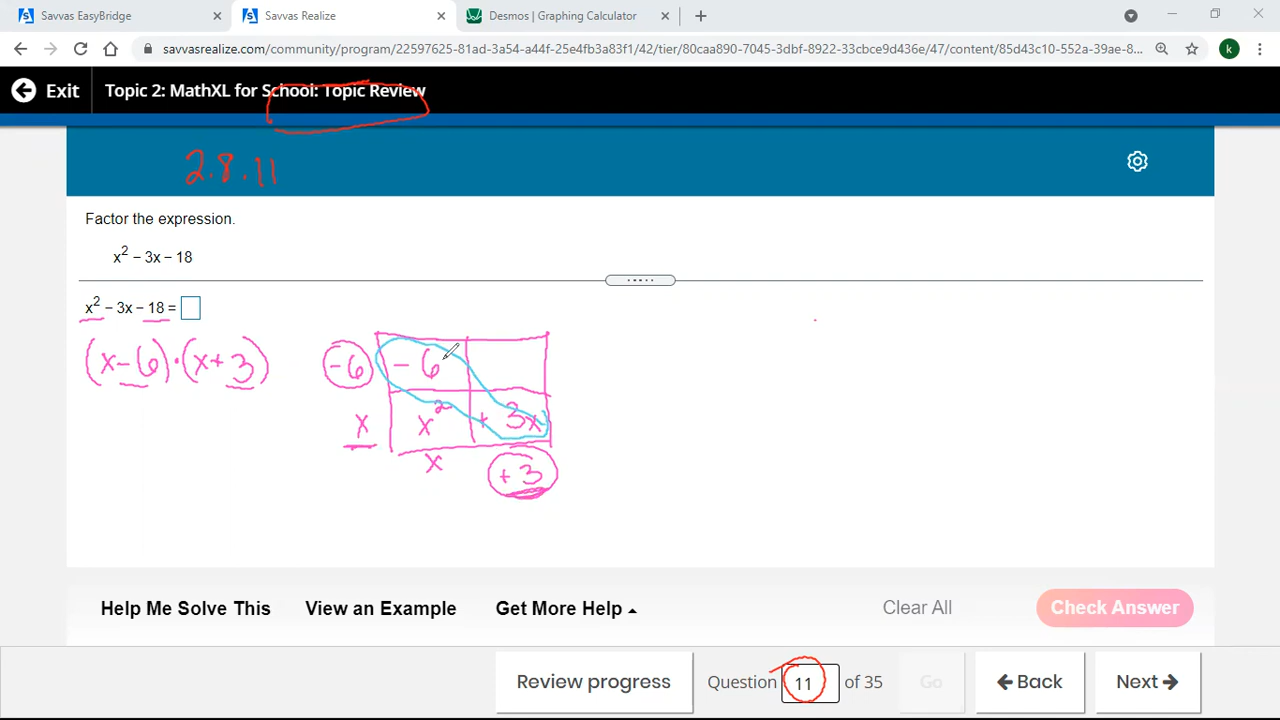 Savvas EasyBridge
Savvas Realize
Desmos | Graphing Calculator
savvasrealize.com/community/program/22597625-81ad-3a54-a44f-25e4fb3a83f1/42/tier/80caa890-7045-3dbf-8922-33cbce9d436e/47/content/85d43c10-552a-39ae-8...
k
Exit
Topic 2: MathXL for School: Topic Review
2.8.11
Factor the expression.
x² − 3x − 18
x² − 3x − 18 =
(x−6)·(x+3)
−6
−6
x
x²
+ 3x
x
+3
Help Me Solve This
View an Example
Get More Help
Clear All
Check Answer
Review progress
Question 11 of 35
Go
Back
Next